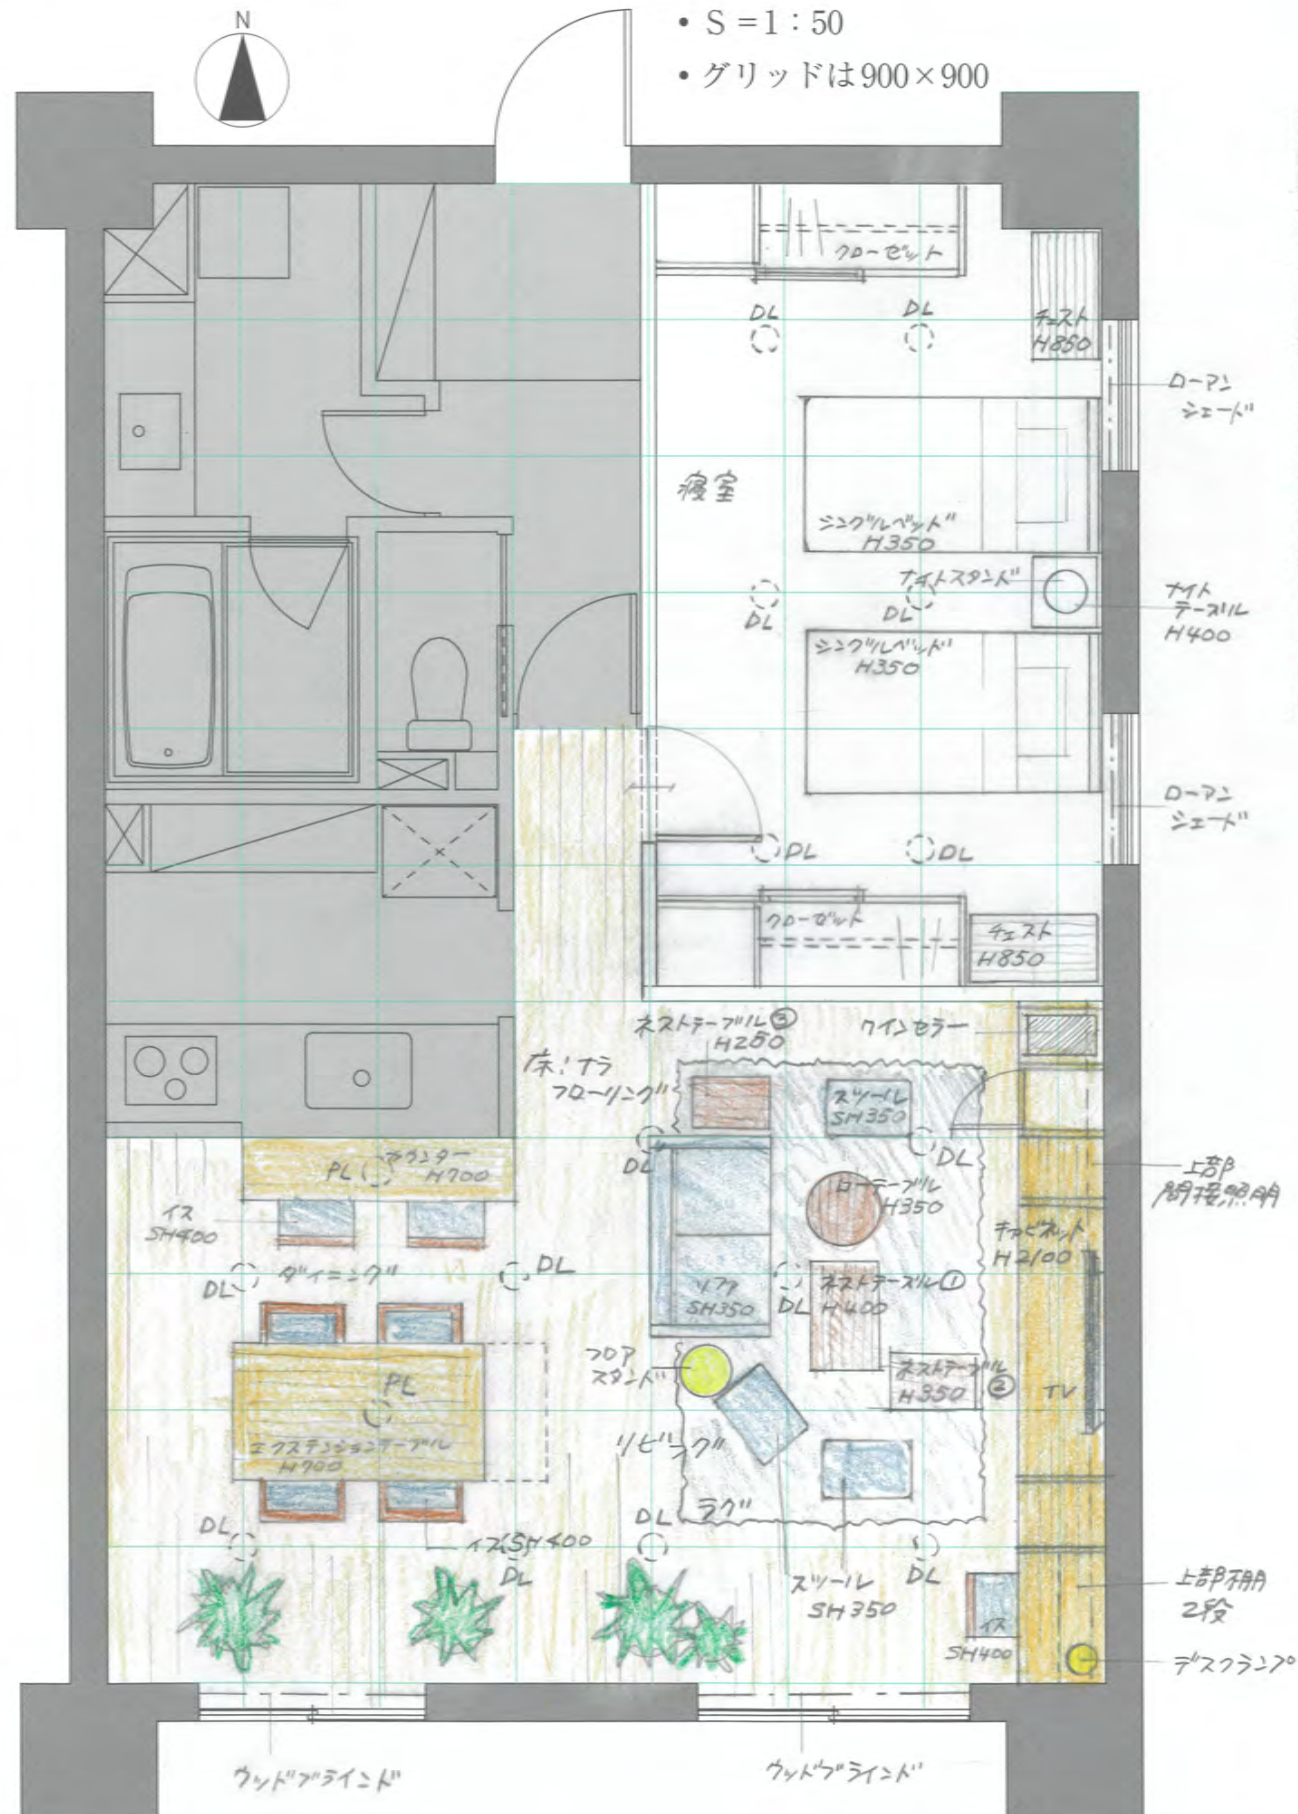 N
• S＝1：50
• グリッドは900×900
クローゼット
DL
DL
チェスト
H850
ローマン
シェード
寝室
シングルベット"
H350
ナイトスタンド
DL
DL
ナイト
テーブル
H400
シングルベッド
H350
ローマン
シェード
DL
DL
クローゼット
チェスト
H850
ネストテーブル③
H250
ワインセラー
床:ナラ
フローリング
スツール
SH350
カウンター
H700
PL
DL
DL
上部
間接照明
ローテーブル
H350
イス
SH400
キャビネット
H2100
ダイニング
DL
DL
ソファ
SH350
DL
ネストテーブル①
H400
フロア
スタンド
ネストテーブル
H350 ②
TV
PL
エクステンションテーブル
H700
リビング
ラグ
DL
イス(SH400
DL
DL
DL
スツール
SH350
イス
SH400
上部棚
2段
デスクランプ
ウッドブラインド
ウッドブラインド